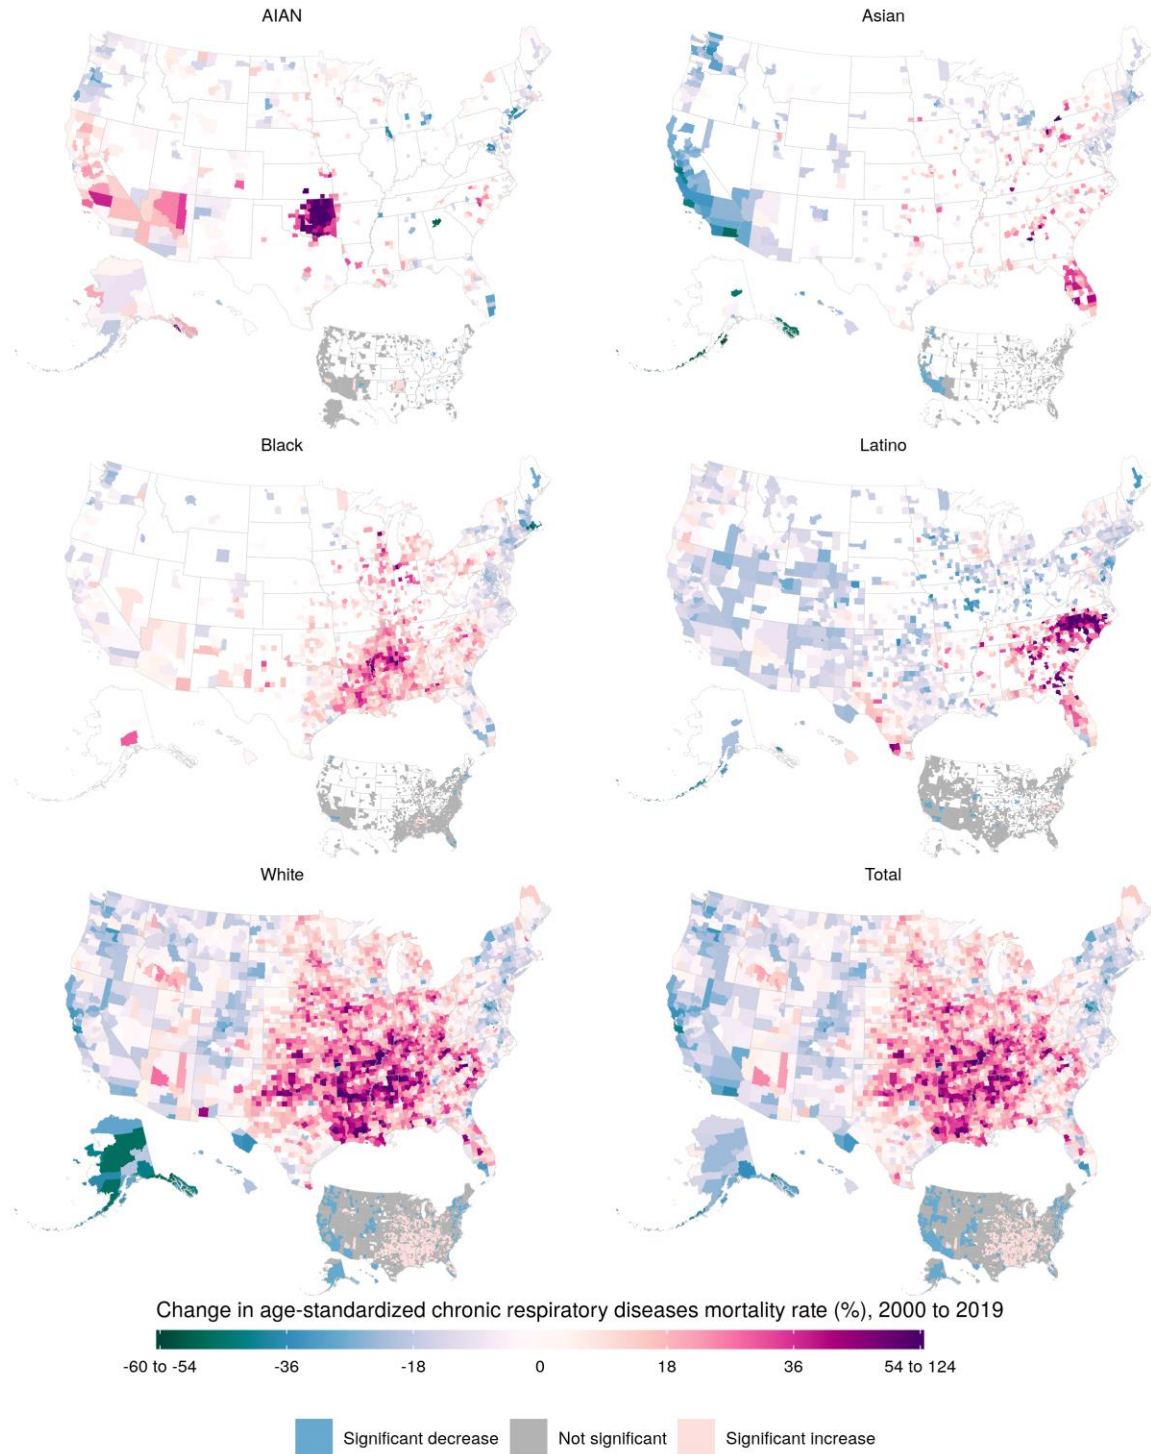 AIAN
Asian
Black
Latino
White
Total
Change in age-standardized chronic respiratory diseases mortality rate (%), 2000 to 2019
-60 to -54 -36 -18 0 18 36 54 to 124
Significant decrease Not significant Significant increase